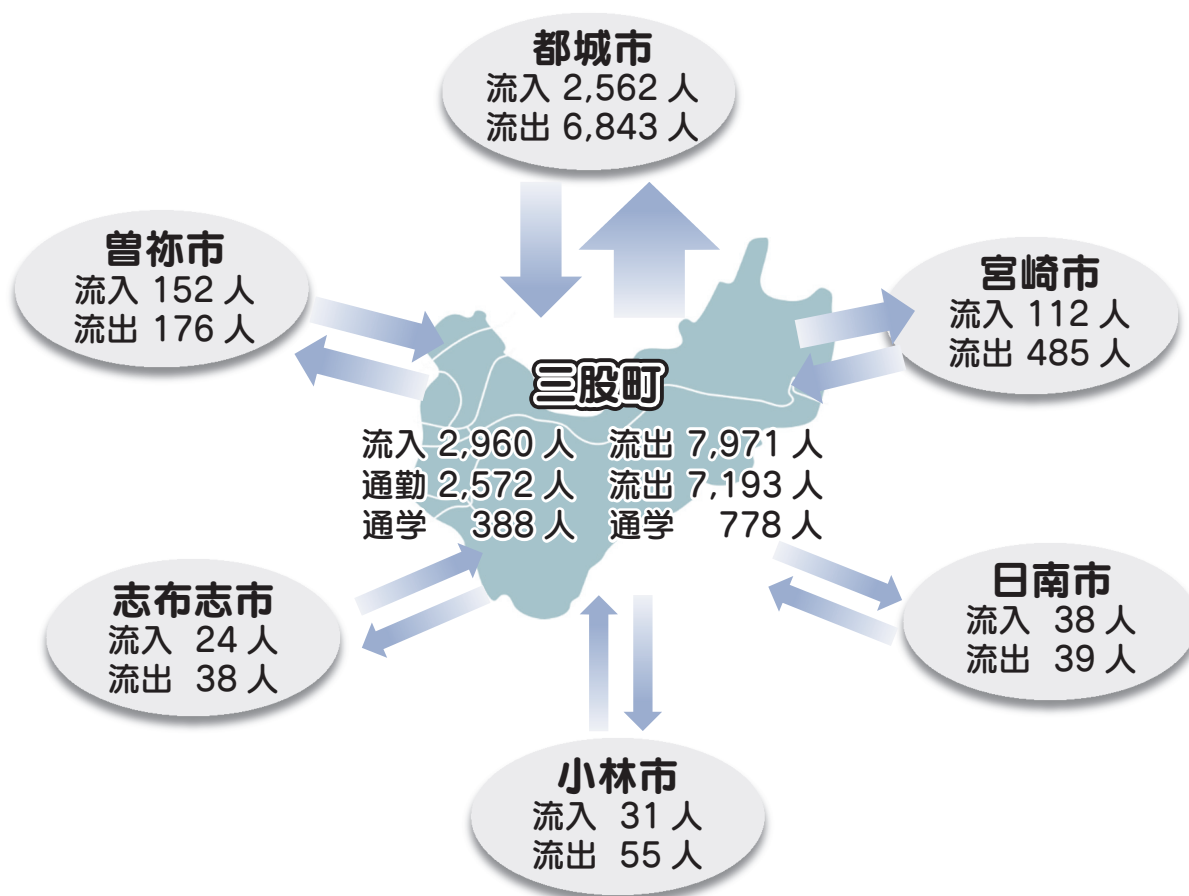 都城市
流入 2,562 人
流出 6,843 人
曽祢市
流入 152 人
流出 176 人
宮崎市
流入 112 人
流出 485 人
三股町
流入 2,960 人 流出 7,971 人
通勤 2,572 人 流出 7,193 人
通学 388 人 通学 778 人
志布志市
流入 24 人
流出 38 人
日南市
流入 38 人
流出 39 人
小林市
流入 31 人
流出 55 人